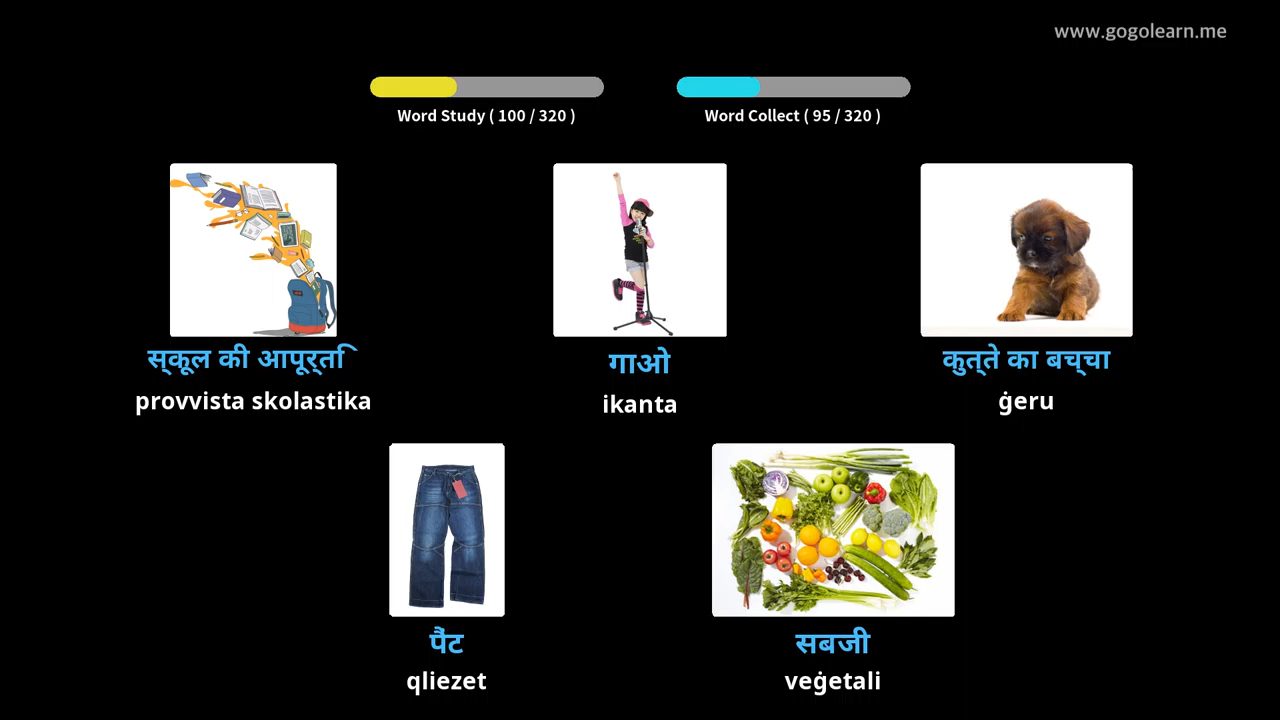 www.gogolearn.me
Word Study ( 100 / 320 )
Word Collect ( 95 / 320 )
स्कूल की आपूर्ति
provvista skolastika
गाओ
ikanta
कुत्ते का बच्चा
ġeru
पैंट
qliezet
सबजी
veġetali